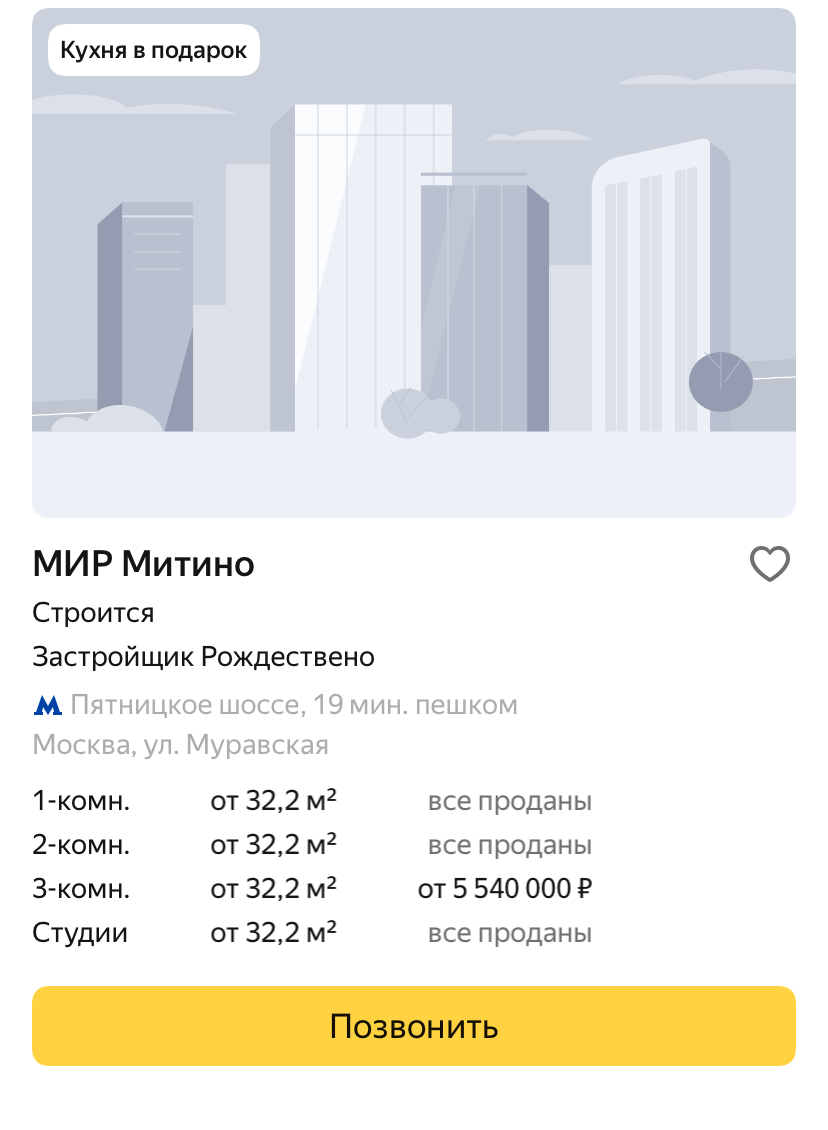 Кухня в подарок
МИР Митино
Строится
Застройщик Рождествено
Пятницкое шоссе, 19 мин. пешком
Москва, ул. Муравская
1-комн. от 32,2 м² все проданы
2-комн. от 32,2 м² все проданы
3-комн. от 32,2 м² от 5 540 000 ₽
Студии от 32,2 м² все проданы
Позвонить